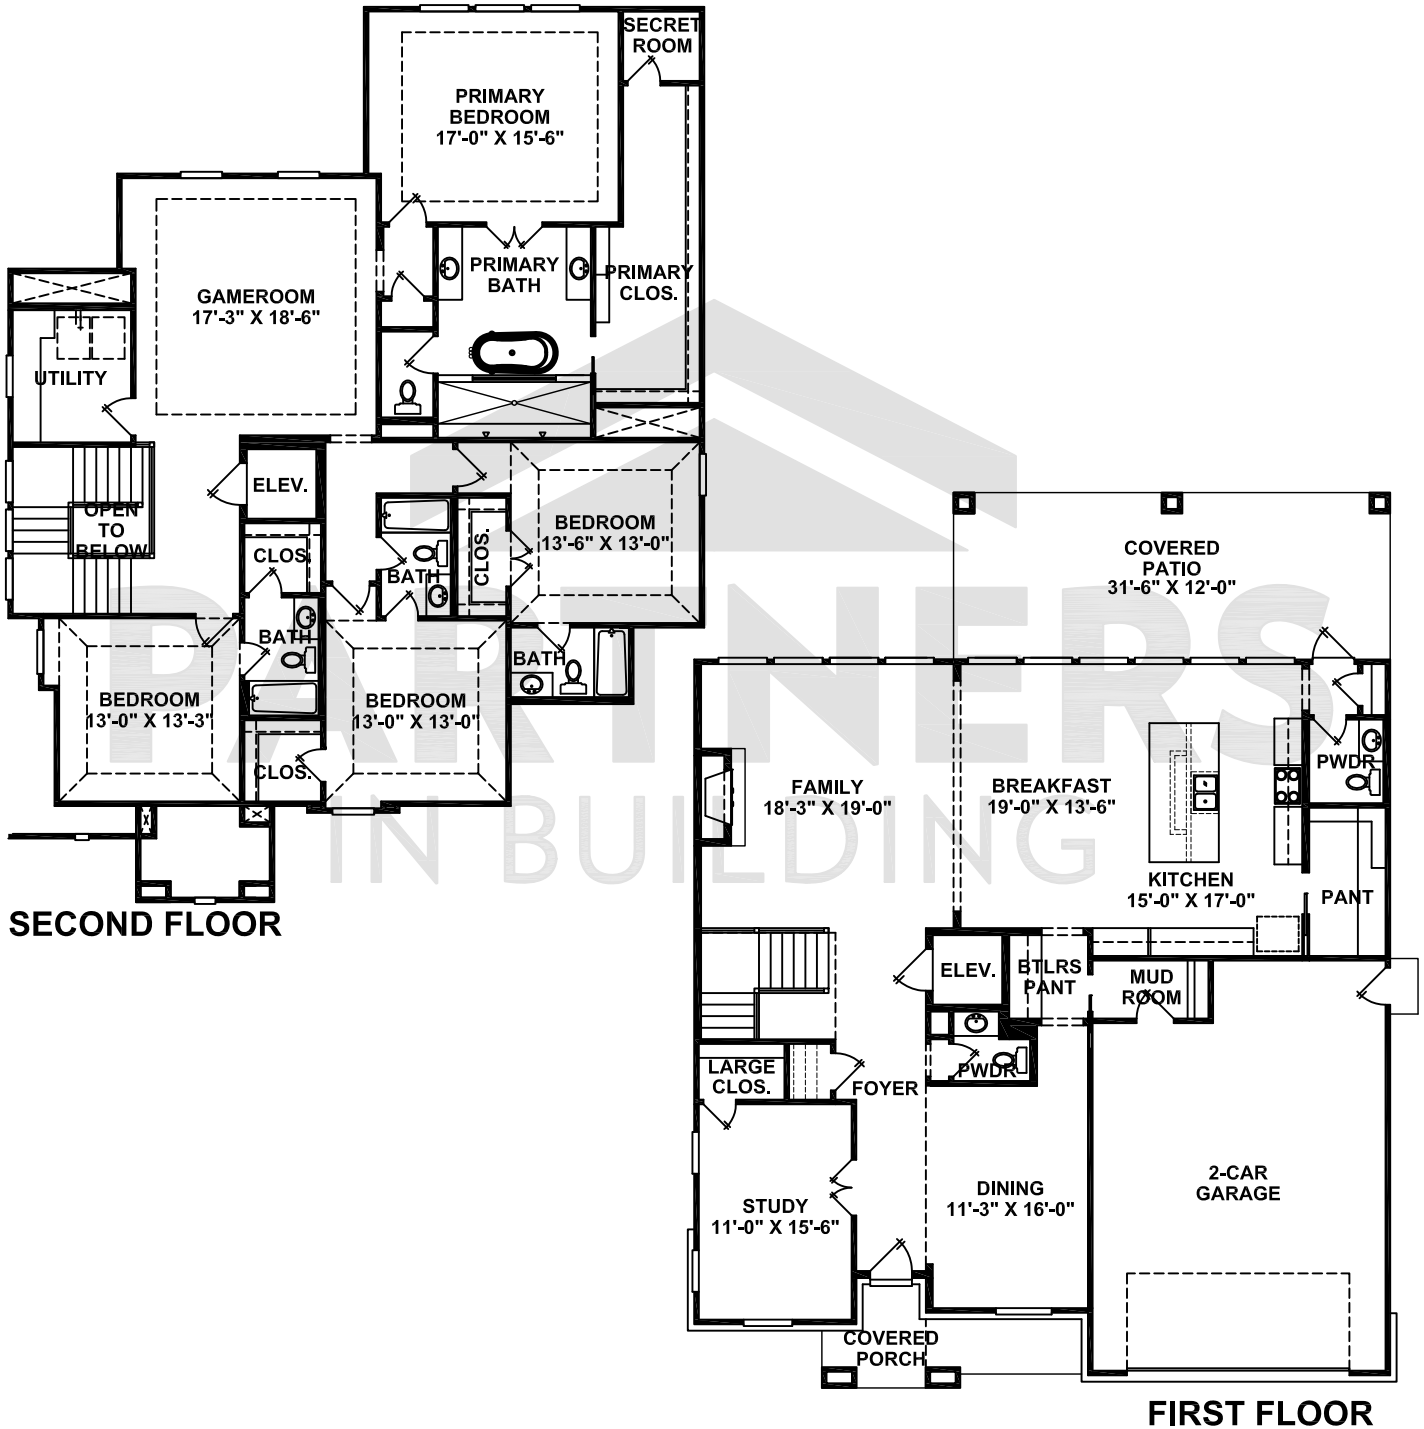 SECRET
ROOM
PRIMARY
BEDROOM
17'-0" X 15'-6"
GAMEROOM
17'-3" X 18'-6"
PRIMARY
BATH
PRIMARY
CLOS.
UTILITY
ELEV.
OPEN
TO
BELOW
CLOS.
BATH
BATH
CLOS.
BEDROOM
13'-6" X 13'-0"
BATH
BEDROOM
13'-0" X 13'-3"
BEDROOM
13'-0" X 13'-0"
CLOS.
SECOND FLOOR
PARTNERS
IN BUILDING
COVERED
PATIO
31'-6" X 12'-0"
FAMILY
18'-3" X 19'-0"
BREAKFAST
19'-0" X 13'-6"
PWDR
KITCHEN
15'-0" X 17'-0"
PANT
ELEV.
BTLRS
PANT
MUD
ROOM
LARGE
CLOS.
FOYER
PWDR
STUDY
11'-0" X 15'-6"
DINING
11'-3" X 16'-0"
2-CAR
GARAGE
COVERED
PORCH
FIRST FLOOR